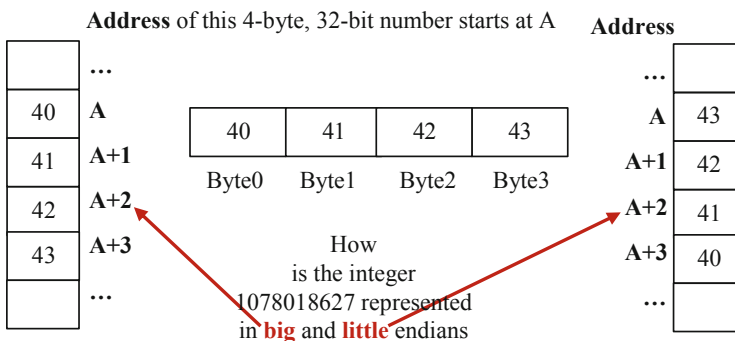 Address of this 4-byte, 32-bit number starts at A
Address
...
40 A
41 A+1
42 A+2
43 A+3
...
40 41 42 43
Byte0 Byte1 Byte2 Byte3
How
is the integer
1078018627 represented
in big and little endians
...
A 43
A+1 42
A+2 41
A+3 40
...